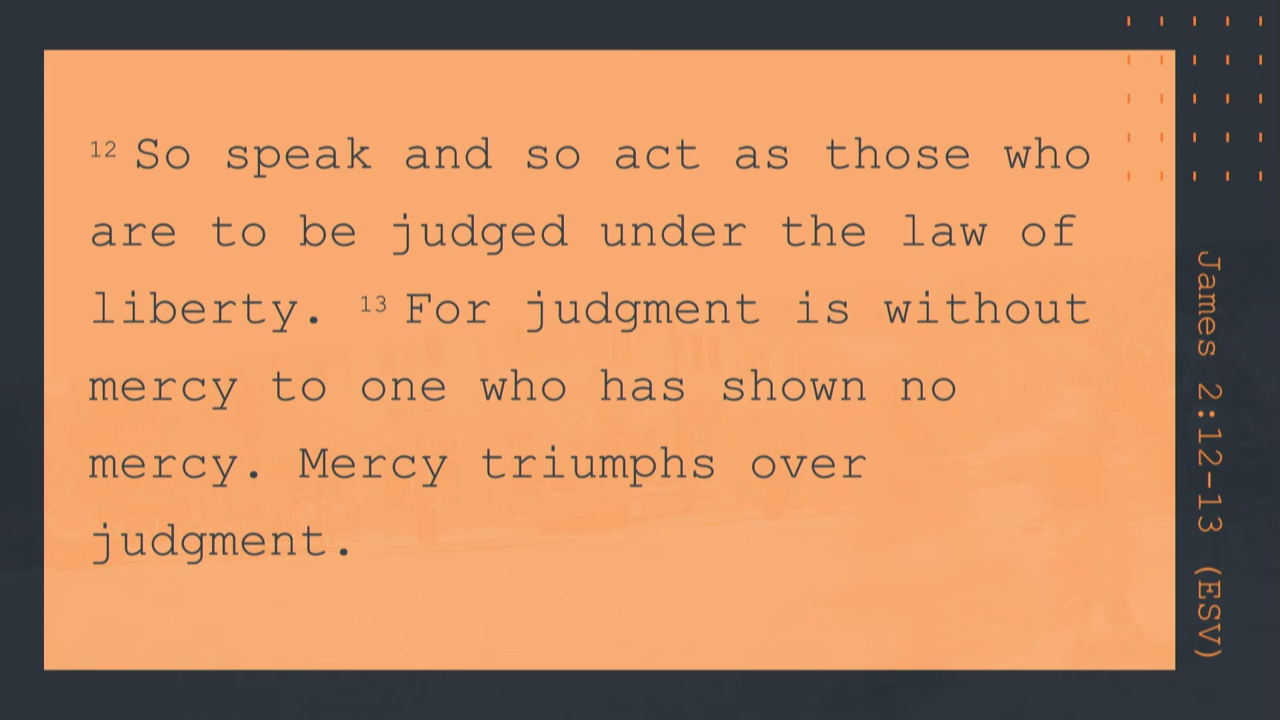 12 So speak and so act as those who
are to be judged under the law of
liberty. 13 For judgment is without
mercy to one who has shown no
mercy. Mercy triumphs over
judgment.
James 2:12-13 (ESV)